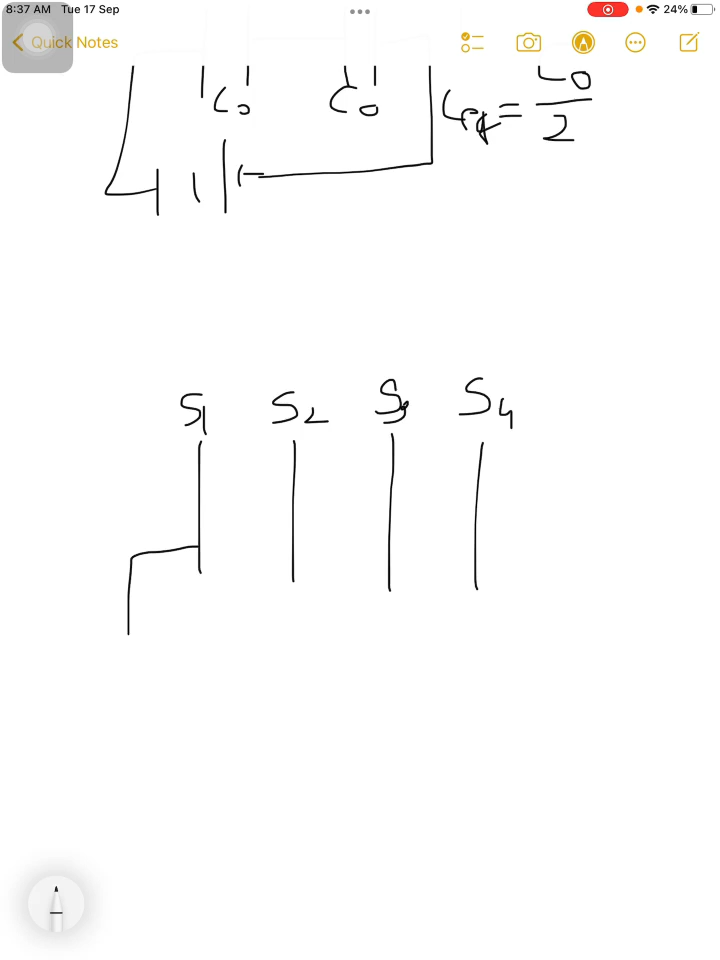 8:37 AM Tue 17 Sep
24%
Quick Notes
C₀ C₀ Ceq = C₀/2
S₁ S₂ S₃ S₄